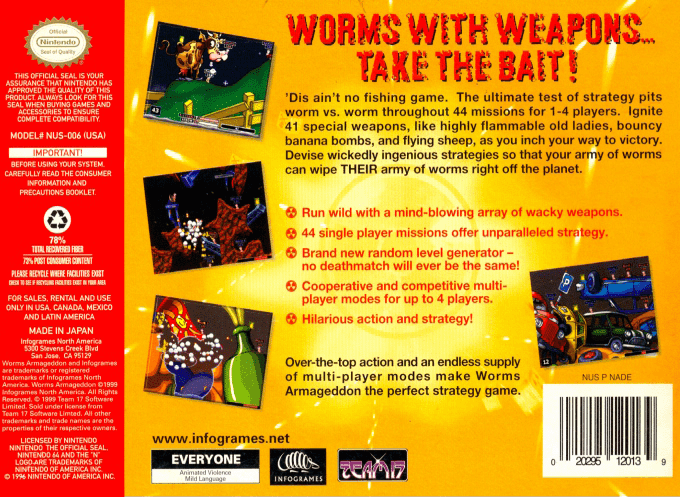 Official
Nintendo
Seal of Quality
THIS OFFICIAL SEAL IS YOUR
ASSURANCE THAT NINTENDO HAS
APPROVED THE QUALITY OF THIS
PRODUCT. ALWAYS LOOK FOR THIS
SEAL WHEN BUYING GAMES AND
ACCESSORIES TO ENSURE
COMPLETE COMPATIBILITY.
MODEL# NUS-006 (USA)
IMPORTANT!
BEFORE USING YOUR SYSTEM,
CAREFULLY READ THE CONSUMER
INFORMATION AND
PRECAUTIONS BOOKLET.
78%
TOTAL RECOVERED FIBER
73% POST CONSUMER CONTENT
PLEASE RECYCLE WHERE FACILITIES EXIST
CHECK TO SEE IF RECYCLING FACILITIES EXIST IN YOUR AREA
FOR SALES, RENTAL AND USE
ONLY IN USA, CANADA, MEXICO
AND LATIN AMERICA
MADE IN JAPAN
Infogrames North America
5300 Stevens Creek Blvd
San Jose, CA 95129
Worms Armageddon and Infogrames
are trademarks or registered
trademarks of Infogrames North
America. Worms Armageddon ©1999
Infogrames North America. All Rights
Reserved. © 1999 Team 17 Software
Limited. Sold under license from
Team 17 Software Limted. All other
trademarks and trade names are the
properties of their respective owners.
LICENSED BY NINTENDO
NINTENDO THE OFFICIAL SEAL,
NINTENDO 64 AND THE "N"
LOGO ARE TRADEMARKS OF
NINTENDO OF AMERICA INC.
© 1996 NINTENDO OF AMERICA INC.
WORMS WITH WEAPONS...
TAKE THE BAIT!
'Dis ain't no fishing game. The ultimate test of strategy pits
worm vs. worm throughout 44 missions for 1-4 players. Ignite
41 special weapons, like highly flammable old ladies, bouncy
banana bombs, and flying sheep, as you inch your way to victory.
Devise wickedly ingenious strategies so that your army of worms
can wipe THEIR army of worms right off the planet.
Run wild with a mind-blowing array of wacky weapons.
44 single player missions offer unparalleled strategy.
Brand new random level generator –
no deathmatch will ever be the same!
Cooperative and competitive multi-
player modes for up to 4 players.
Hilarious action and strategy!
Over-the-top action and an endless supply
of multi-player modes make Worms
Armageddon the perfect strategy game.
43
P
12
www.infogrames.net
EVERYONE
Animated Violence
Mild Language
INFOGRAMES
TEAM17
NUS P NADE
0 20295 12013 9